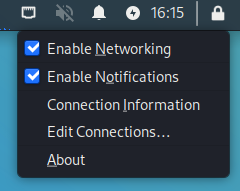 16:15
Enable Networking
Enable Notifications
Connection Information
Edit Connections...
About